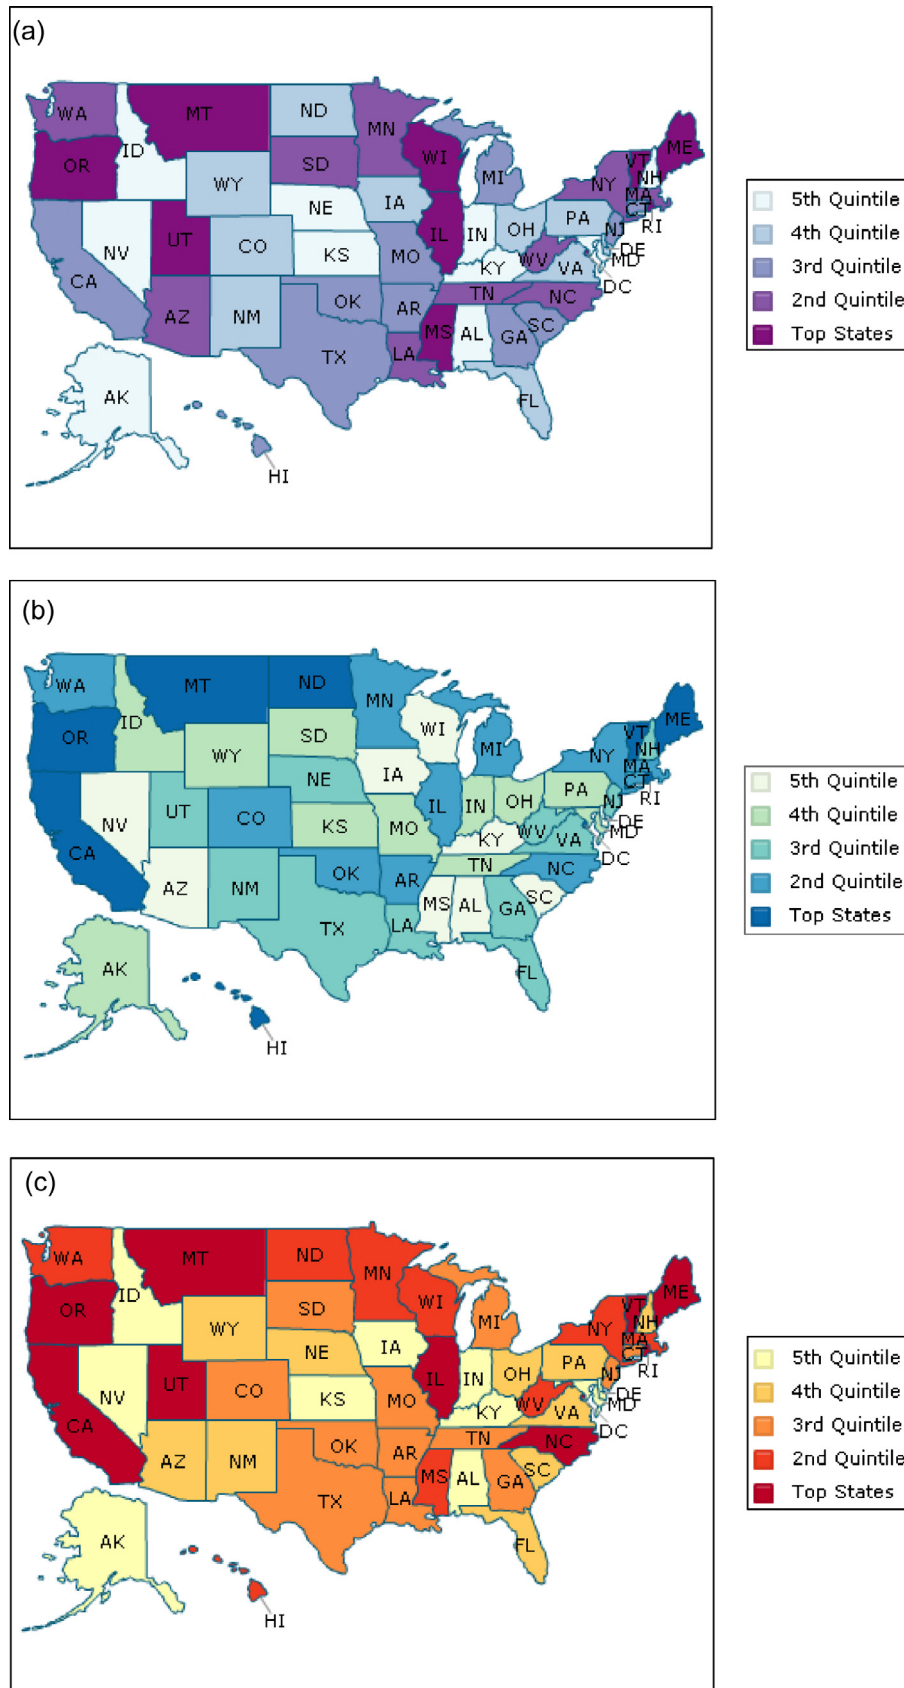 (a)
WA
MT
ND
MN
ME
OR
ID
WI
VT
NH
SD
MI
NY
MA
WY
CT
RI
IA
PA
NE
NJ
OH
DE
IL
IN
MD
NV
UT
CO
WV
VA
KS
MO
KY
DC
CA
TN
NC
OK
AR
SC
AZ
NM
MS
AL
GA
TX
LA
AK
FL
HI
5th Quintile
4th Quintile
3rd Quintile
2nd Quintile
Top States
(b)
WA
MT
ND
MN
ME
OR
ID
WI
VT
NH
SD
MI
NY
MA
WY
CT
RI
IA
PA
NE
NJ
OH
DE
IL
IN
MD
NV
UT
CO
WV
VA
KS
MO
KY
DC
CA
TN
NC
OK
AR
SC
AZ
NM
MS
AL
GA
TX
LA
AK
FL
HI
5th Quintile
4th Quintile
3rd Quintile
2nd Quintile
Top States
(c)
WA
MT
ND
MN
ME
OR
ID
WI
VT
NH
SD
MI
NY
MA
WY
CT
RI
IA
PA
NE
NJ
OH
DE
IL
IN
MD
NV
UT
CO
WV
VA
KS
MO
KY
DC
CA
TN
NC
OK
AR
SC
AZ
NM
MS
AL
GA
TX
LA
AK
FL
HI
5th Quintile
4th Quintile
3rd Quintile
2nd Quintile
Top States